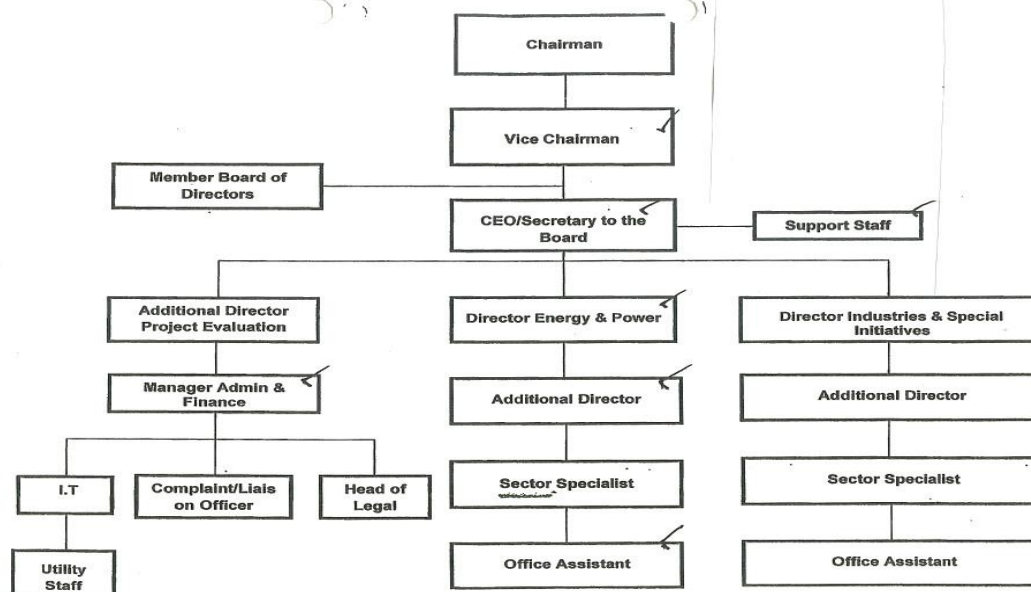 Chairman
Vice Chairman
Member Board of
Directors
CEO/Secretary to the
Board
Support Staff
Additional Director
Project Evaluation
Director Energy & Power
Director Industries & Special
Initiatives
Manager Admin &
Finance
Additional Director
Additional Director
I.T
Complaint/Liais
on Officer
Head of
Legal
Sector Specialist
Sector Specialist
Utility
Staff
Office Assistant
Office Assistant